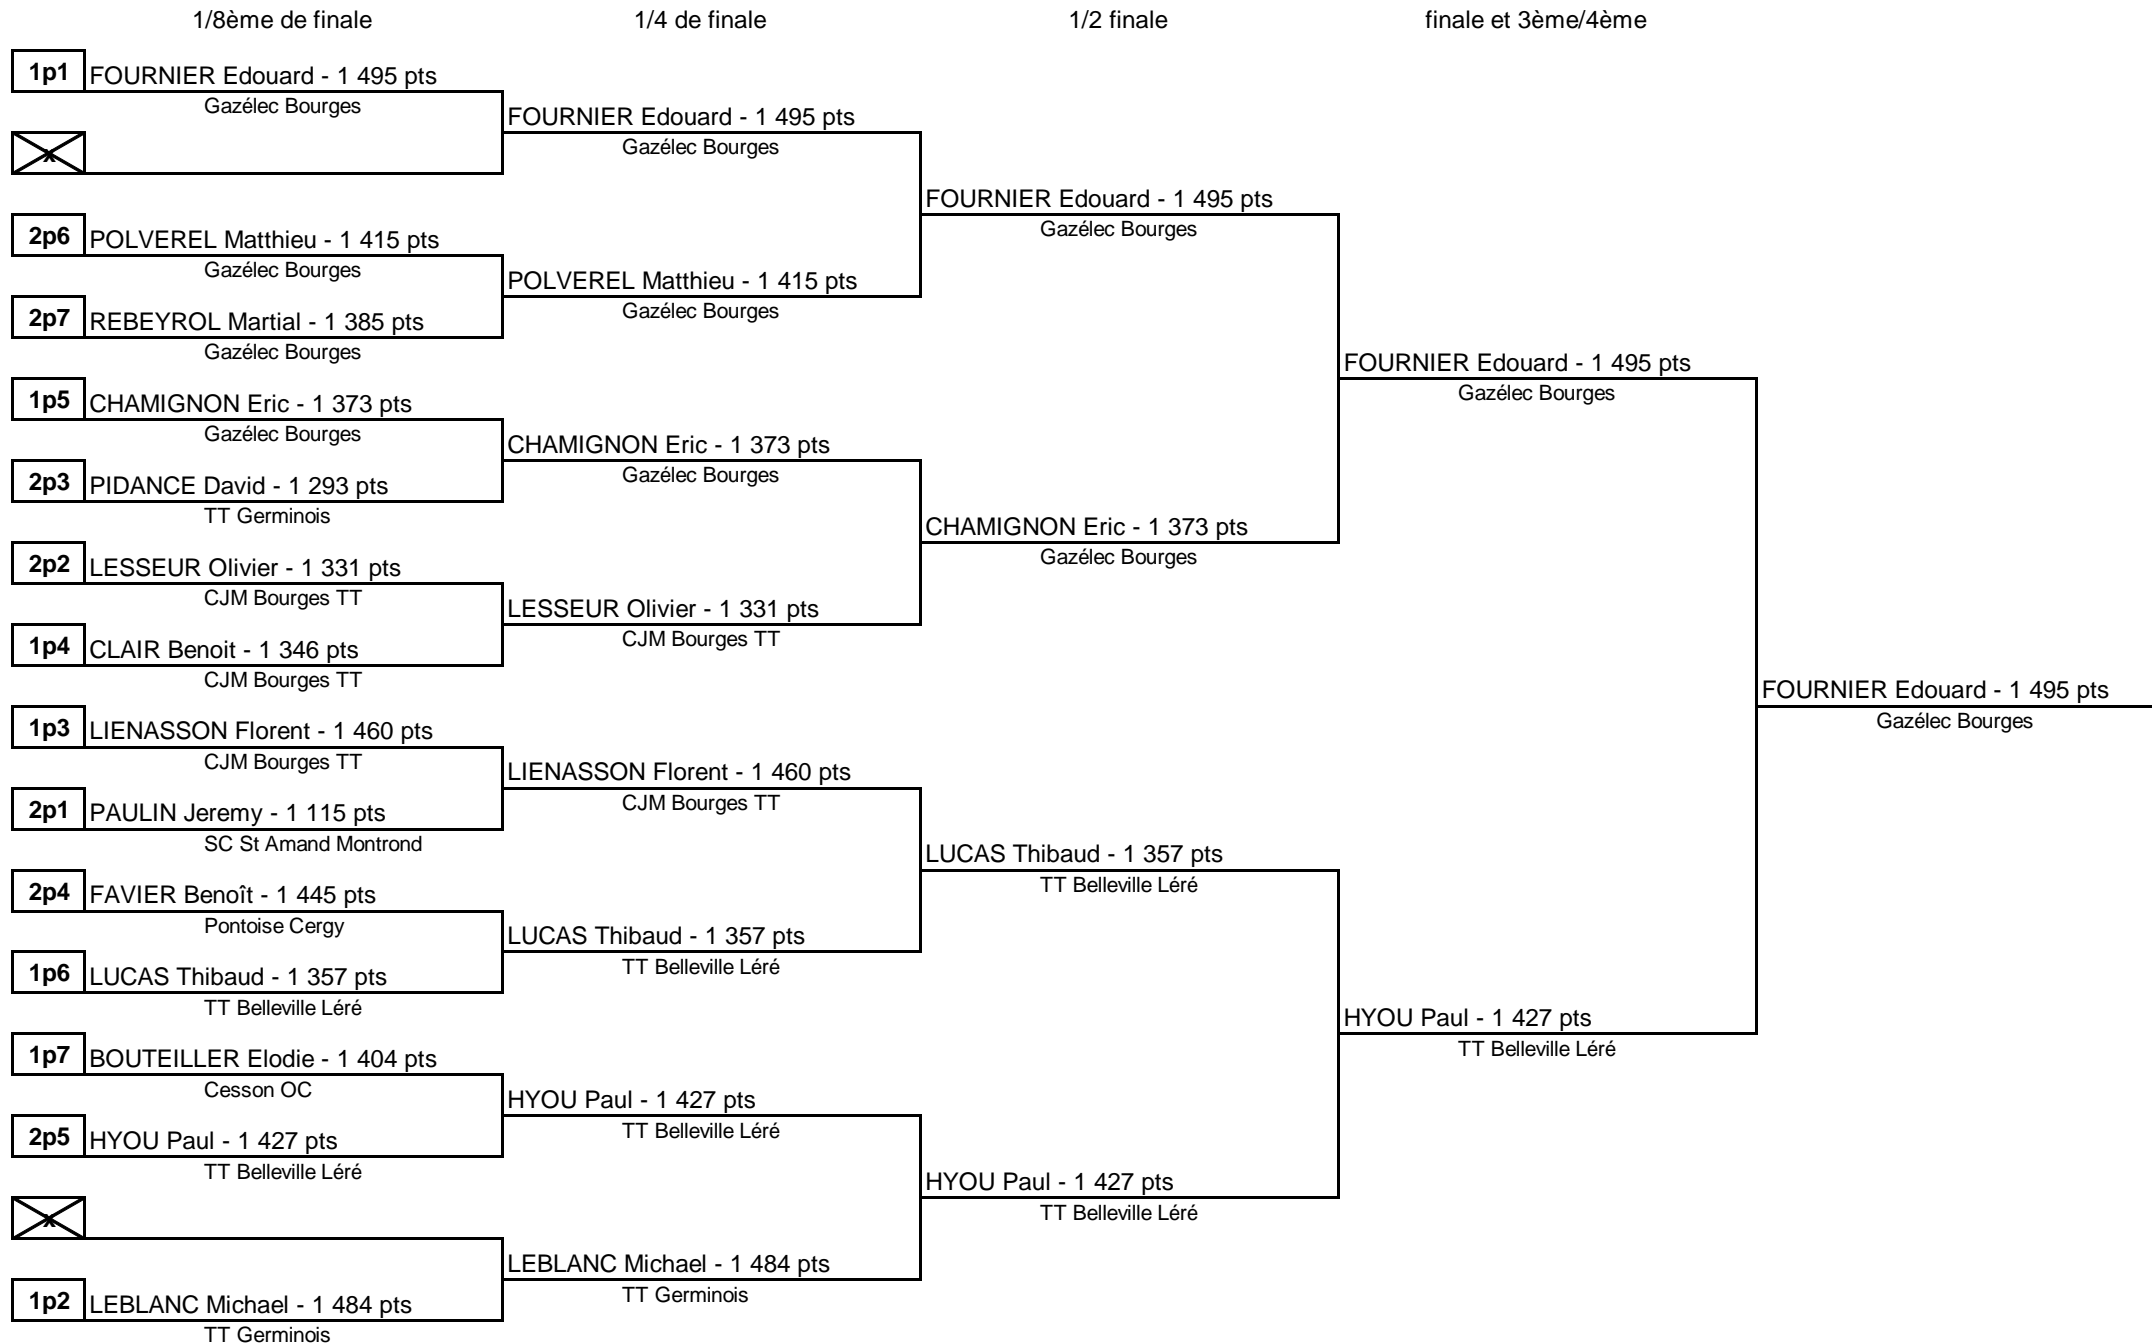 1/8ème de finale
1/4 de finale
1/2 finale
finale et 3ème/4ème
1p1 FOURNIER Edouard - 1 495 pts
Gazélec Bourges
x
2p6 POLVEREL Matthieu - 1 415 pts
Gazélec Bourges
2p7 REBEYROL Martial - 1 385 pts
Gazélec Bourges
1p5 CHAMIGNON Eric - 1 373 pts
Gazélec Bourges
2p3 PIDANCE David - 1 293 pts
TT Germinois
2p2 LESSEUR Olivier - 1 331 pts
CJM Bourges TT
1p4 CLAIR Benoit - 1 346 pts
CJM Bourges TT
1p3 LIENASSON Florent - 1 460 pts
CJM Bourges TT
2p1 PAULIN Jeremy - 1 115 pts
SC St Amand Montrond
2p4 FAVIER Benoît - 1 445 pts
Pontoise Cergy
1p6 LUCAS Thibaud - 1 357 pts
TT Belleville Léré
1p7 BOUTEILLER Elodie - 1 404 pts
Cesson OC
2p5 HYOU Paul - 1 427 pts
TT Belleville Léré
x
1p2 LEBLANC Michael - 1 484 pts
TT Germinois
FOURNIER Edouard - 1 495 pts
Gazélec Bourges
POLVEREL Matthieu - 1 415 pts
Gazélec Bourges
CHAMIGNON Eric - 1 373 pts
Gazélec Bourges
LESSEUR Olivier - 1 331 pts
CJM Bourges TT
LIENASSON Florent - 1 460 pts
CJM Bourges TT
LUCAS Thibaud - 1 357 pts
TT Belleville Léré
HYOU Paul - 1 427 pts
TT Belleville Léré
LEBLANC Michael - 1 484 pts
TT Germinois
FOURNIER Edouard - 1 495 pts
Gazélec Bourges
CHAMIGNON Eric - 1 373 pts
Gazélec Bourges
LUCAS Thibaud - 1 357 pts
TT Belleville Léré
HYOU Paul - 1 427 pts
TT Belleville Léré
FOURNIER Edouard - 1 495 pts
Gazélec Bourges
HYOU Paul - 1 427 pts
TT Belleville Léré
FOURNIER Edouard - 1 495 pts
Gazélec Bourges